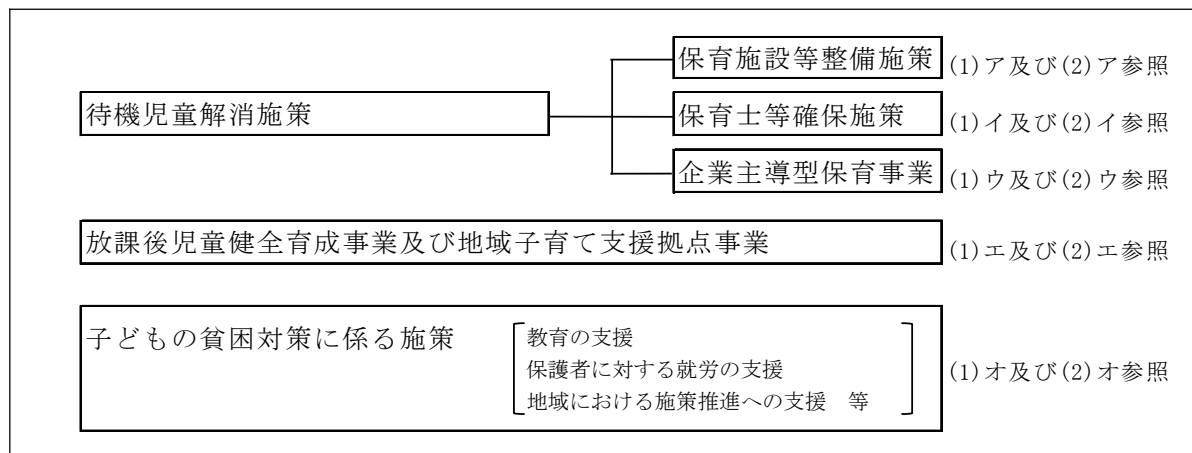 保育施設等整備施策 (1)ア及び(2)ア参照
待機児童解消施策 保育士等確保施策 (1)イ及び(2)イ参照
企業主導型保育事業 (1)ウ及び(2)ウ参照
放課後児童健全育成事業及び地域子育て支援拠点事業 (1)エ及び(2)エ参照
子どもの貧困対策に係る施策 教育の支援
保護者に対する就労の支援 (1)オ及び(2)オ参照
地域における施策推進への支援　等